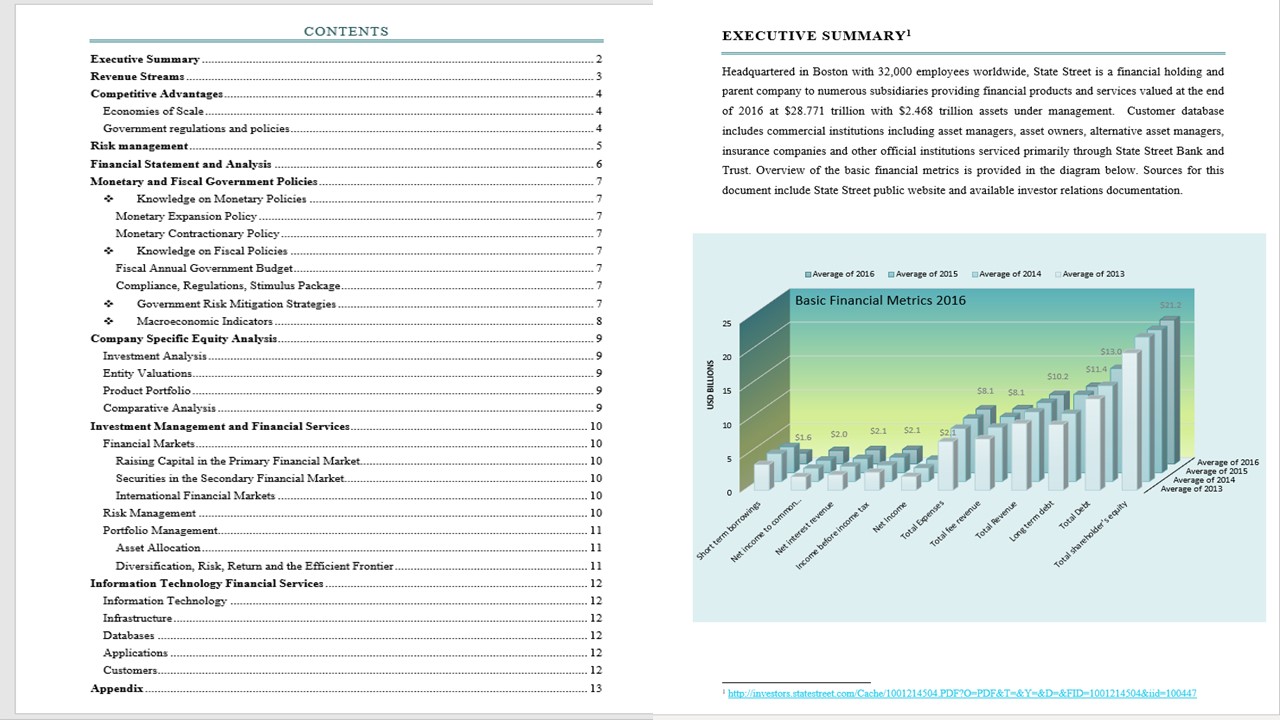 CONTENTS
Executive Summary 2
Revenue Streams 3
Competitive Advantages 4
Economies of Scale 4
Government regulations and policies 4
Risk management 5
Financial Statement and Analysis 6
Monetary and Fiscal Government Policies 7
❖ Knowledge on Monetary Policies 7
Monetary Expansion Policy 7
Monetary Contractionary Policy 7
❖ Knowledge on Fiscal Policies 7
Fiscal Annual Government Budget 7
Compliance, Regulations, Stimulus Package 7
❖ Government Risk Mitigation Strategies 7
❖ Macroeconomic Indicators 8
Company Specific Equity Analysis 9
Investment Analysis 9
Entity Valuations 9
Product Portfolio 9
Comparative Analysis 9
Investment Management and Financial Services 10
Financial Markets 10
Raising Capital in the Primary Financial Market 10
Securities in the Secondary Financial Market 10
International Financial Markets 10
Risk Management 10
Portfolio Management 11
Asset Allocation 11
Diversification, Risk, Return and the Efficient Frontier 11
Information Technology Financial Services 12
Information Technology 12
Infrastructure 12
Databases 12
Applications 12
Customers 12
Appendix 13
EXECUTIVE SUMMARY¹
Headquartered in Boston with 32,000 employees worldwide, State Street is a financial holding and
parent company to numerous subsidiaries providing financial products and services valued at the end
of 2016 at $28.771 trillion with $2.468 trillion assets under management. Customer database
includes commercial institutions including asset managers, asset owners, alternative asset managers,
insurance companies and other official institutions serviced primarily through State Street Bank and
Trust. Overview of the basic financial metrics is provided in the diagram below. Sources for this
document include State Street public website and available investor relations documentation.
Average of 2016 Average of 2015 Average of 2014 Average of 2013
Basic Financial Metrics 2016
USD BILLIONS
25
20
15
10
5
0
$1.6 $2.0 $2.1 $2.1 $2.1 $8.1 $8.1 $10.2 $11.4 $13.0 $21.2
Average of 2016
Average of 2015
Average of 2014
Average of 2013
Short term borrowings
Net income to common...
Net interest revenue
Income before income tax
Net Income
Total Expenses
Total fee revenue
Total Revenue
Long term debt
Total Debt
Total shareholder's equity
¹ http://investors.statestreet.com/Cache/1001214504.PDF?O=PDF&T=&Y=&D=&FID=1001214504&iid=100447